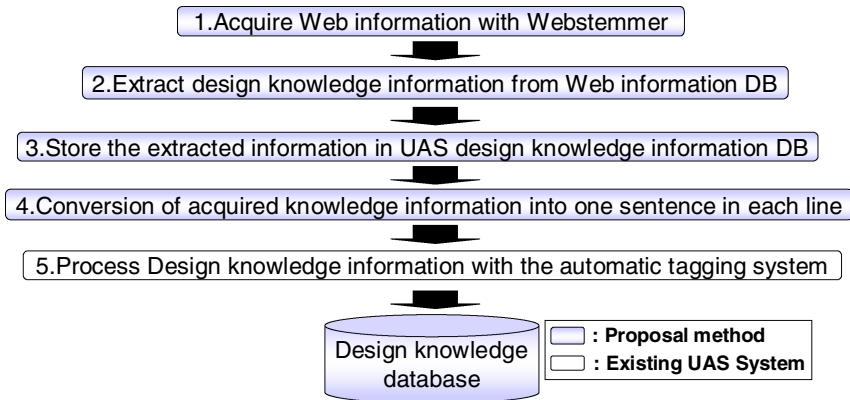 1.Acquire Web information with Webstemmer
2.Extract design knowledge information from Web information DB
3.Store the extracted information in UAS design knowledge information DB
4.Conversion of acquired knowledge information into one sentence in each line
5.Process Design knowledge information with the automatic tagging system
Design knowledge
database
: Proposal method
: Existing UAS System